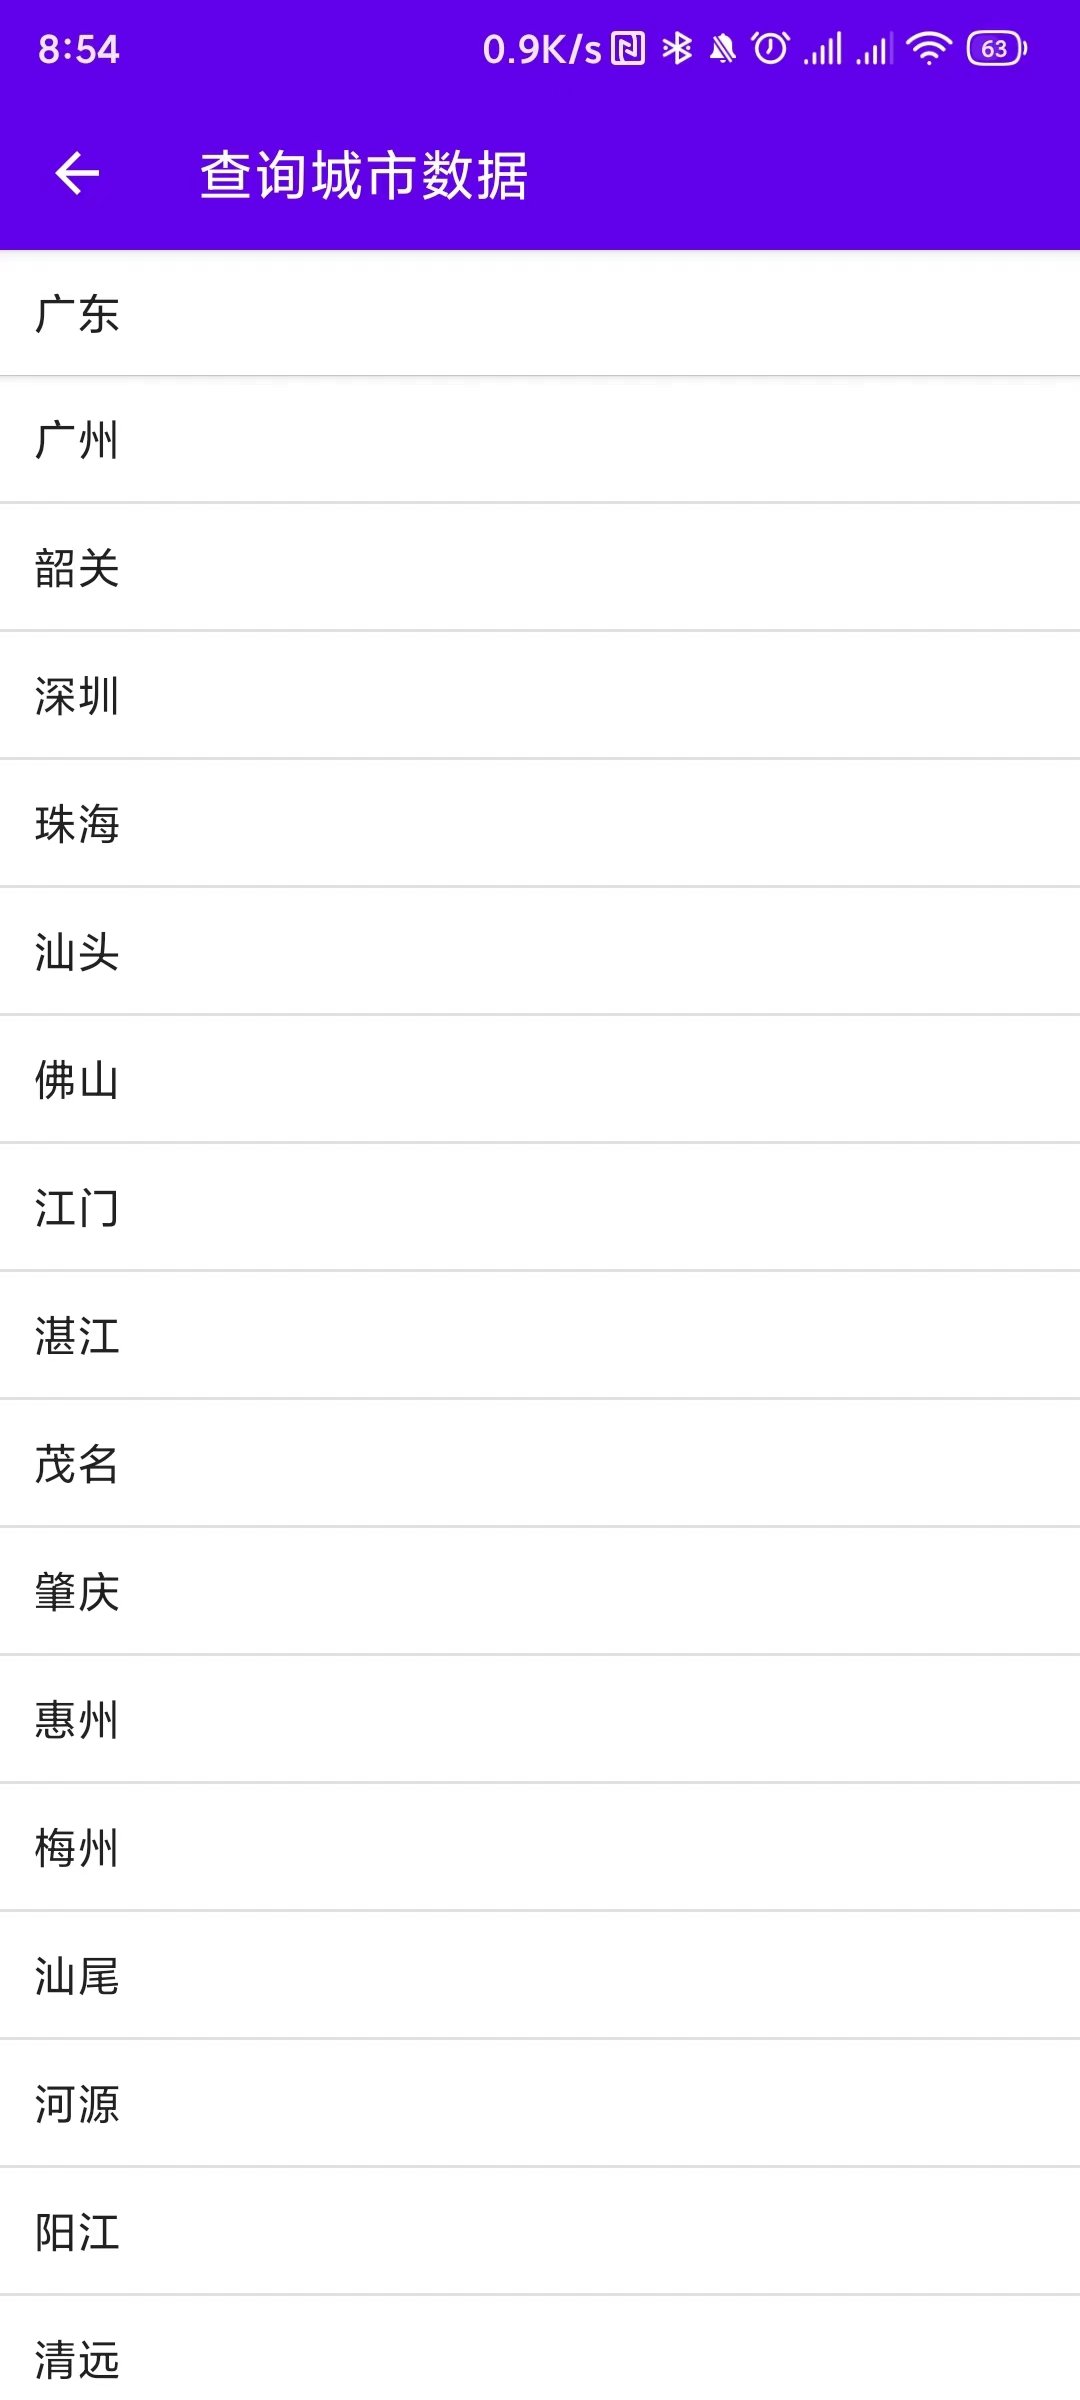 8:54 0.9K/s 63
查询城市数据
广东
广州
韶关
深圳
珠海
汕头
佛山
江门
湛江
茂名
肇庆
惠州
梅州
汕尾
河源
阳江
清远